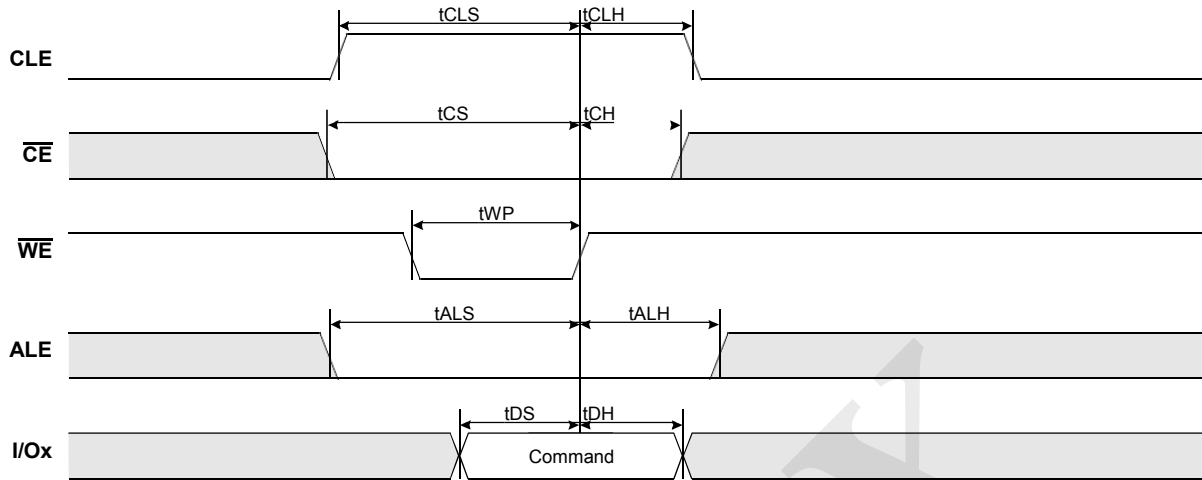 tCLS tCLH
CLE
tCS tCH
CE
tWP
WE
tALS tALH
ALE
tDS tDH
I/Ox Command